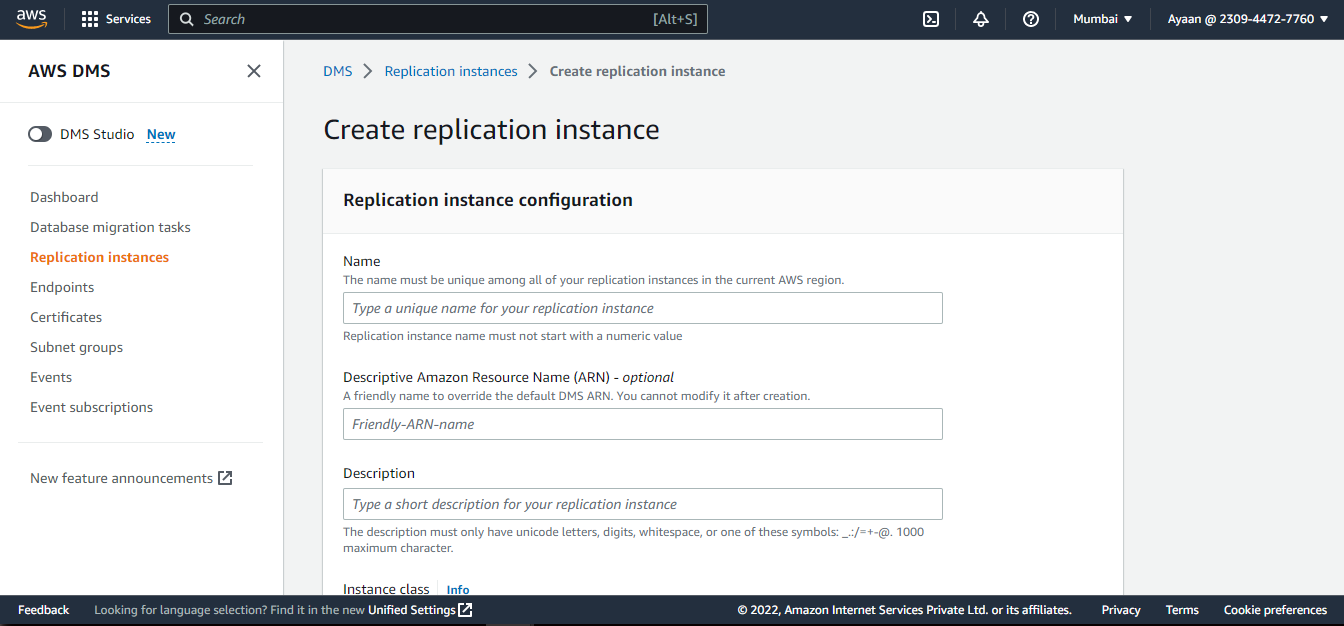 aws
Services
Search
[Alt+S]
Mumbai
Ayaan @ 2309-4472-7760
AWS DMS
DMS Studio New
Dashboard
Database migration tasks
Replication instances
Endpoints
Certificates
Subnet groups
Events
Event subscriptions
New feature announcements
DMS
Replication instances
Create replication instance
Create replication instance
Replication instance configuration
Name
The name must be unique among all of your replication instances in the current AWS region.
Type a unique name for your replication instance
Replication instance name must not start with a numeric value
Descriptive Amazon Resource Name (ARN) - optional
A friendly name to override the default DMS ARN. You cannot modify it after creation.
Friendly-ARN-name
Description
Type a short description for your replication instance
The description must only have unicode letters, digits, whitespace, or one of these symbols: _.:/=+-@. 1000
maximum character.
Instance class Info
Feedback
Looking for language selection? Find it in the new Unified Settings
© 2022, Amazon Internet Services Private Ltd. or its affiliates.
Privacy
Terms
Cookie preferences